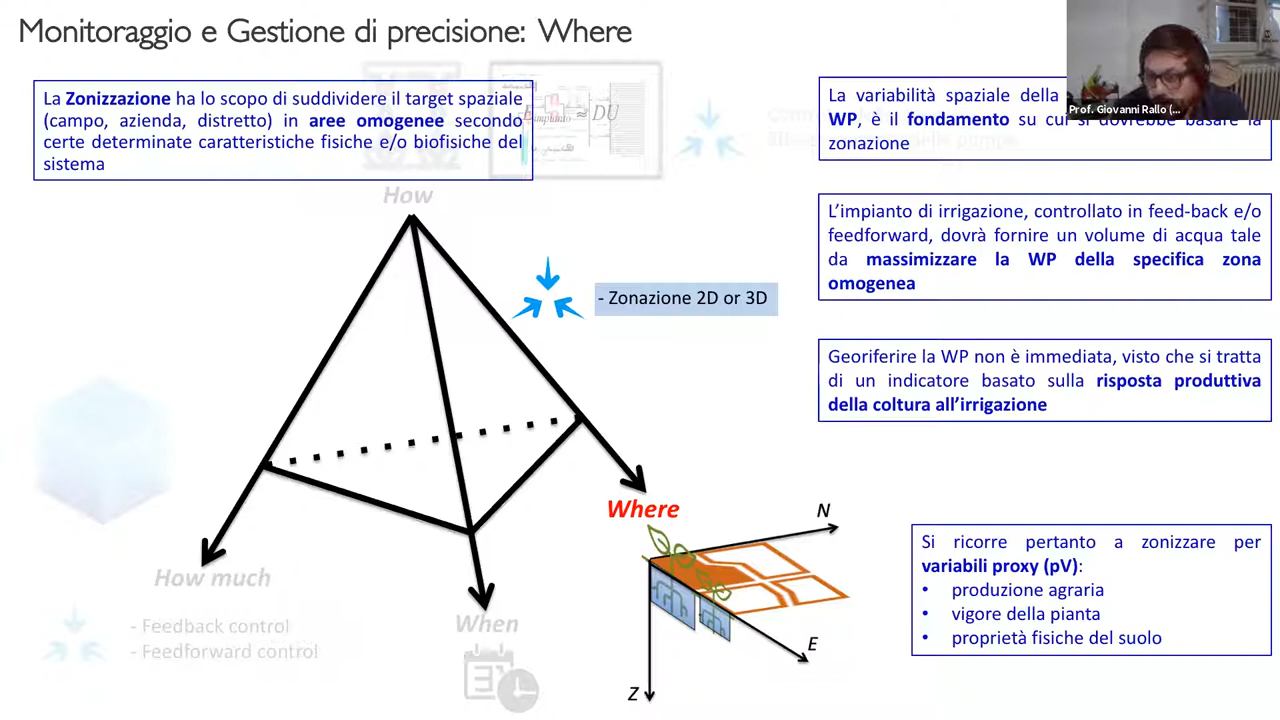 Monitoraggio e Gestione di precisione: Where
La Zonizzazione ha lo scopo di suddividere il target spaziale
(campo, azienda, distretto) in aree omogenee secondo
certe determinate caratteristiche fisiche e/o biofisiche del
sistema
≈ DU
How
- Zonazione 2D or 3D
La variabilità spaziale della
WP, è il fondamento su cui si dovrebbe basare la
zonazione
Prof. Giovanni Rallo (...
L'impianto di irrigazione, controllato in feed-back e/o
feedforward, dovrà fornire un volume di acqua tale
da massimizzare la WP della specifica zona
omogenea
Georiferire la WP non è immediata, visto che si tratta
di un indicatore basato sulla risposta produttiva
della coltura all'irrigazione
Where
N
E
Z
Si ricorre pertanto a zonizzare per
variabili proxy (pV):
• produzione agraria
• vigore della pianta
• proprietà fisiche del suolo
How much
- Feedback control
- Feedforward control
When